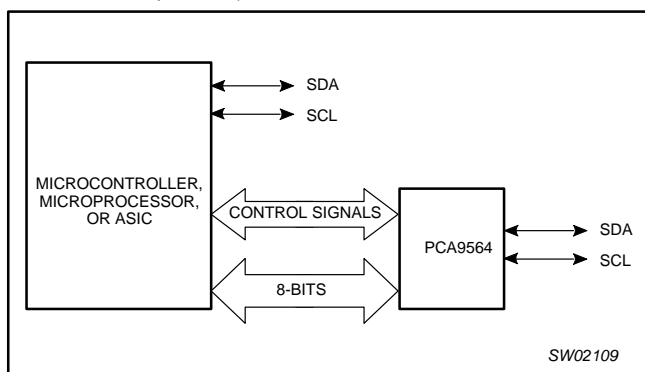 SDA
SCL
MICROCONTROLLER,
MICROPROCESSOR,
OR ASIC
CONTROL SIGNALS
8-BITS
PCA9564
SDA
SCL
SW02109